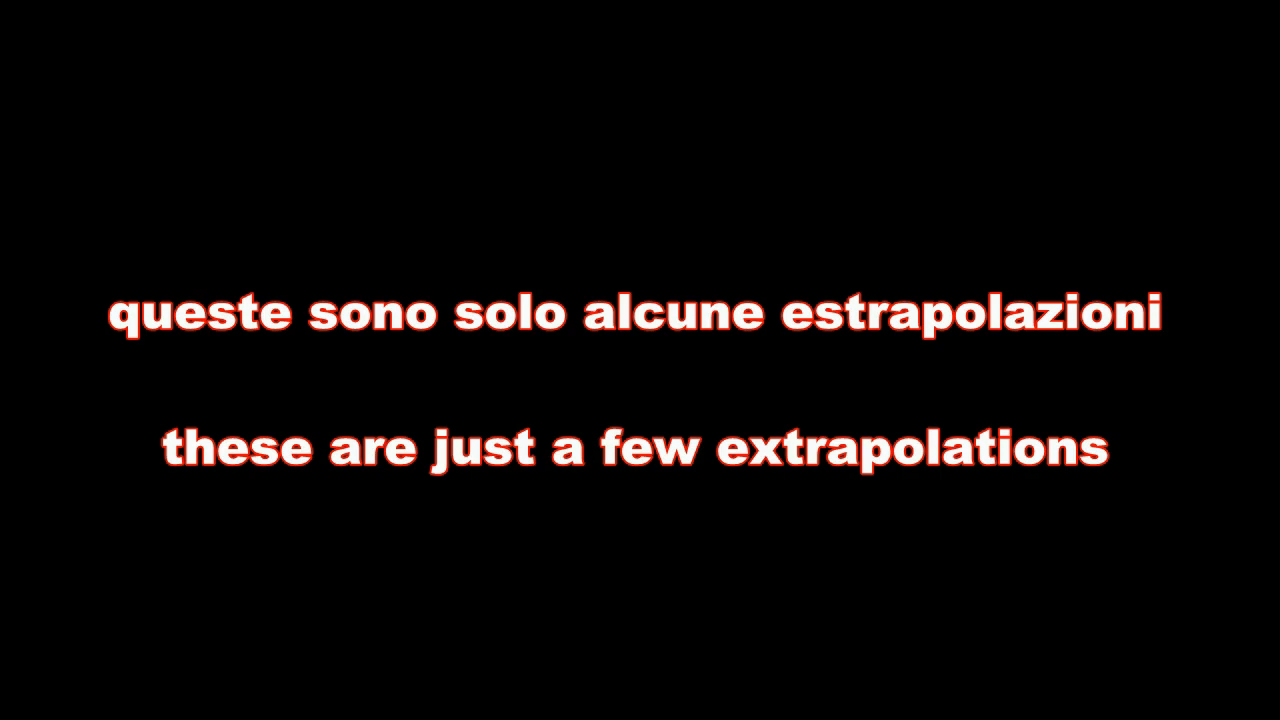 queste sono solo alcune estrapolazioni
these are just a few extrapolations